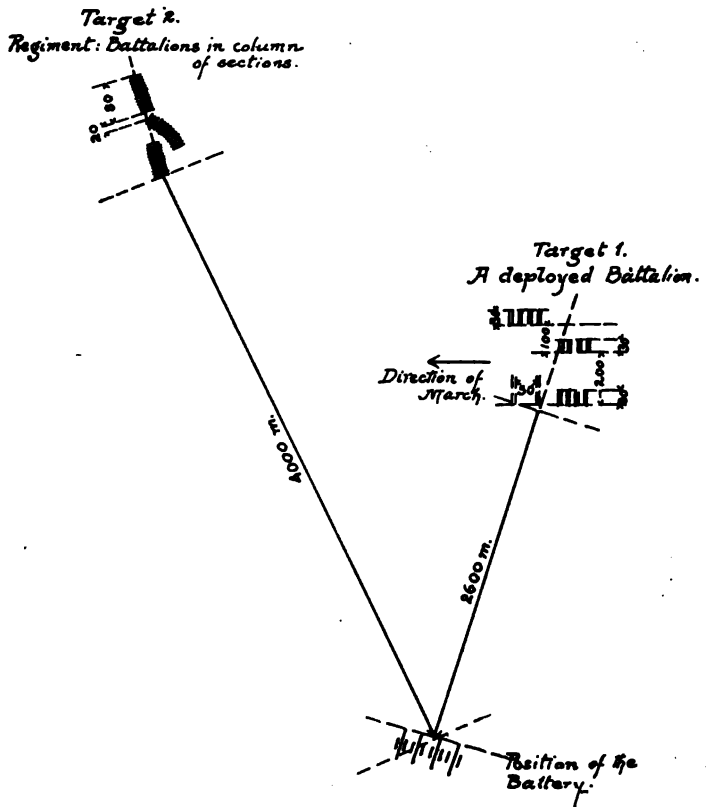 Target 2.
Regiment: Battalions in column
of sections.
80
20
Target 1.
A deployed Battalion.
100
200
Direction of
March.
30
4000 m.
2600 m.
Position of the
Battery.